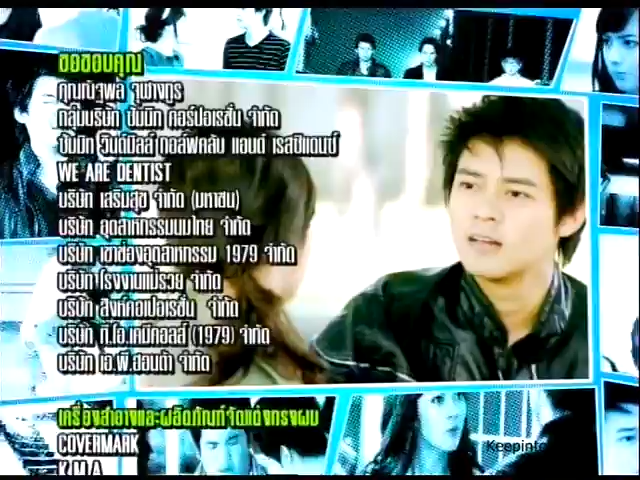 ขอขอบคุณ
คุณณัฐพล จุฬางกูร
กลุ่มบริษัท ซัมมิท คอร์ปอเรชั่น จำกัด
ซัมมิท วินด์มิลล์ กอล์ฟคลับ แอนด์ เรสซิเดนซ์
WE ARE DENTIST
บริษัท เสริมสุข จำกัด (มหาชน)
บริษัท อุตสาหกรรมนมไทย จำกัด
บริษัท เขาช่องอุตสาหกรรม 1979 จำกัด
บริษัท โรงงานแม่รวย จำกัด
บริษัท สิงห์คอเปอเรชั่น จำกัด
บริษัท ที.โอ.เคมีคอลส์ (1979) จำกัด
บริษัท เอ.พี.ฮอนด้า จำกัด
เครื่องสำอางและผลิตภัณฑ์จัดแต่งทรงผม
COVERMARK
K.M.A